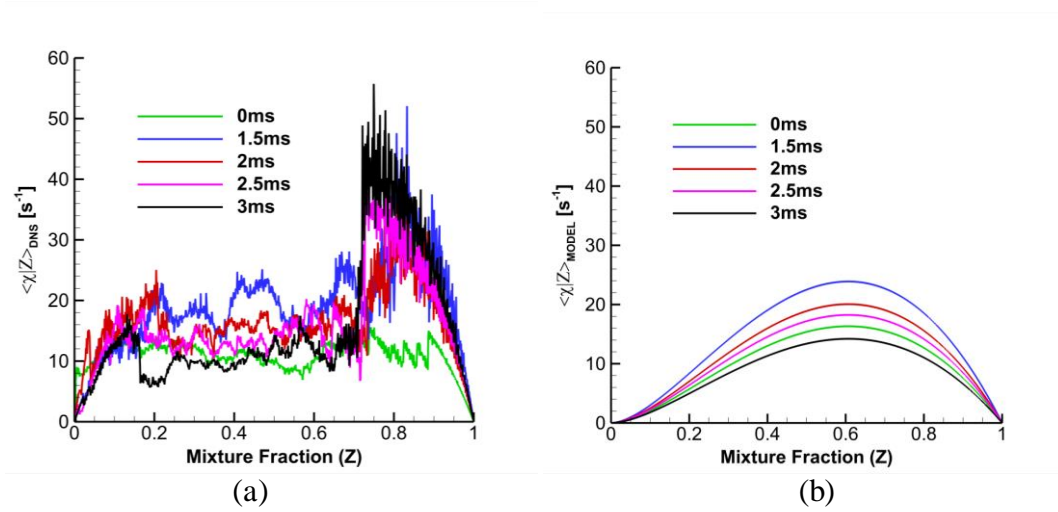 <χ|Z>DNS [s-1]
60
50
40
30
20
10
0
0ms
1.5ms
2ms
2.5ms
3ms
0 0.2 0.4 0.6 0.8 1
Mixture Fraction (Z)
(a)
<χ|Z>MODEL [s-1]
60
50
40
30
20
10
0
0ms
1.5ms
2ms
2.5ms
3ms
0 0.2 0.4 0.6 0.8 1
Mixture Fraction (Z)
(b)